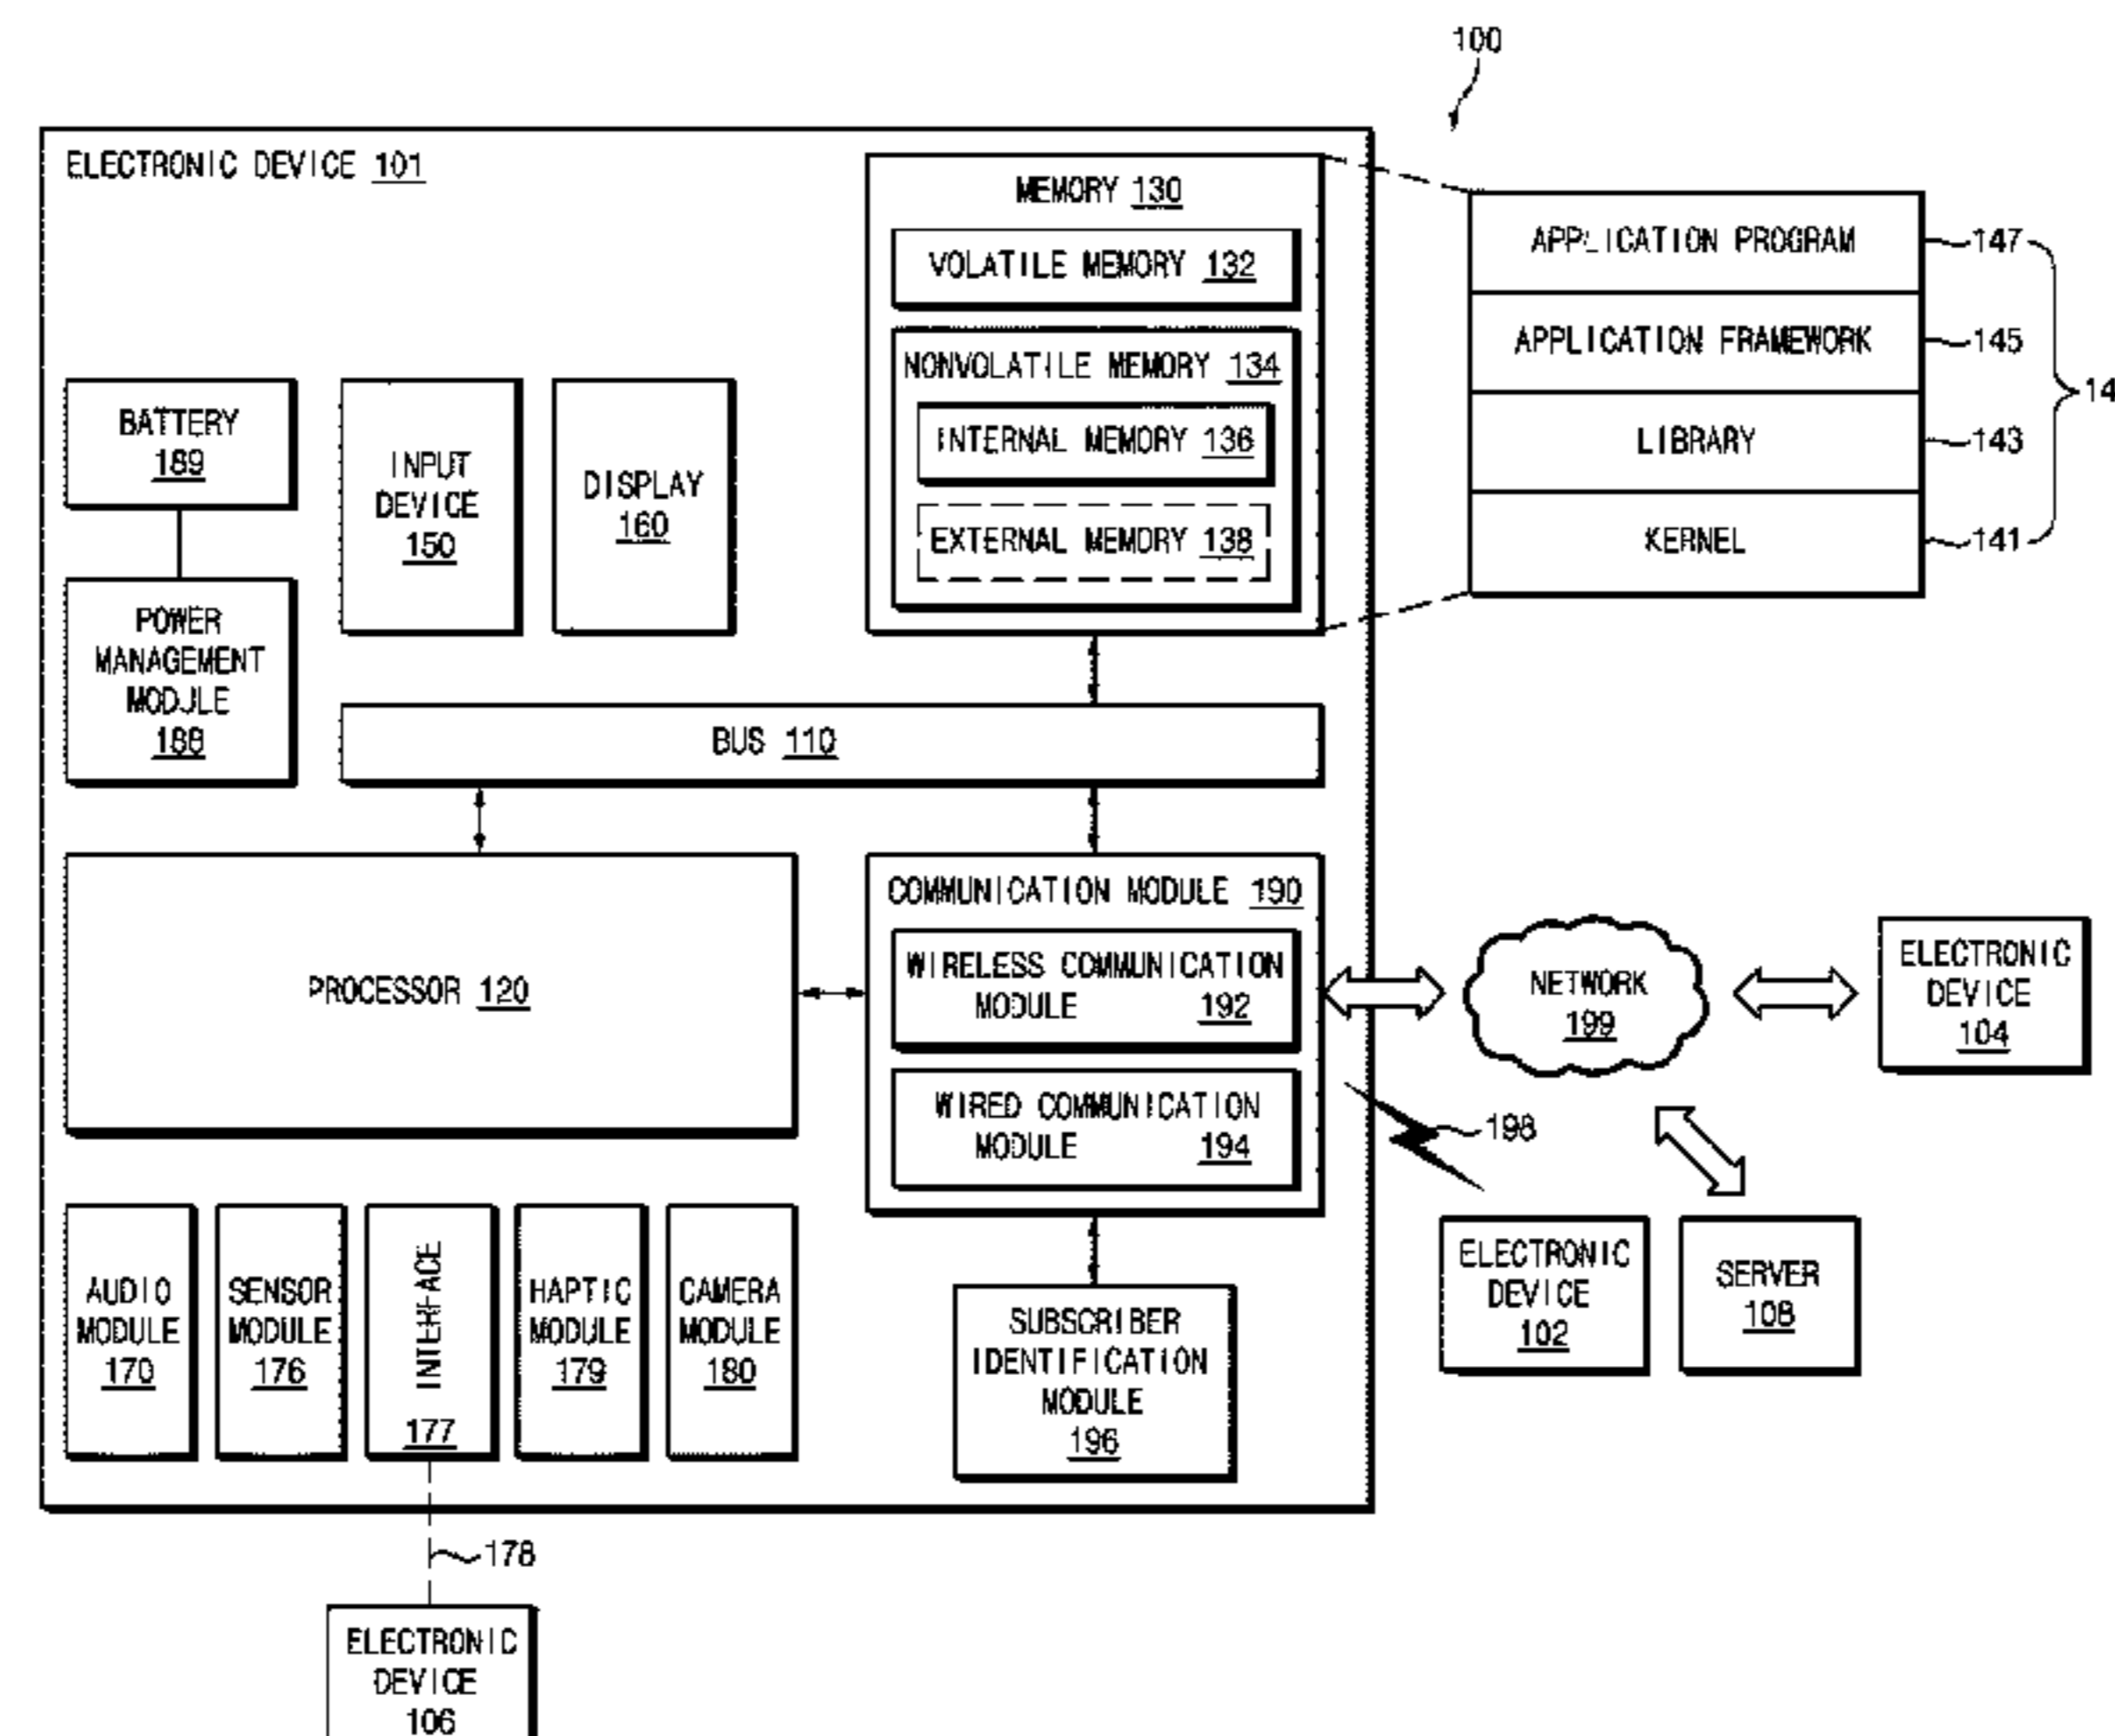 100
ELECTRONIC DEVICE 101
MEMORY 130
VOLATILE MEMORY 132
NONVOLATILE MEMORY 134
INTERNAL MEMORY 136
EXTERNAL MEMORY 138
APPLICATION PROGRAM
147
APPLICATION FRAMEWORK
145
LIBRARY
143
KERNEL
141
14
BATTERY
189
POWER
MANAGEMENT
MODULE
188
INPUT
DEVICE
150
DISPLAY
160
BUS 110
PROCESSOR 120
COMMUNICATION MODULE 190
WIRELESS COMMUNICATION
MODULE 192
WIRED COMMUNICATION
MODULE 194
NETWORK
199
ELECTRONIC
DEVICE
104
198
ELECTRONIC
DEVICE
102
SERVER
108
AUDIO
MODULE
170
SENSOR
MODULE
176
INTERFACE
177
HAPTIC
MODULE
179
CAMERA
MODULE
180
SUBSCRIBER
IDENTIFICATION
MODULE
196
178
ELECTRONIC
DEVICE
106